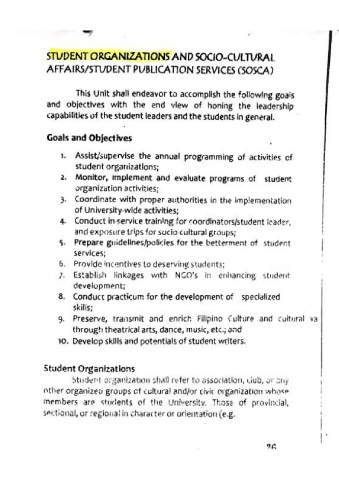 STUDENT ORGANIZATIONS AND SOCIO-CULTURAL
AFFAIRS/STUDENT PUBLICATION SERVICES (SOSCA)
This Unit shall endeavor to accomplish the following goals
and objectives with the end view of honing the leadership
capabilities of the student leaders and the students in general.
Goals and Objectives
1. Assist/supervise the annual programming of activities of
student organizations;
2. Monitor, implement and evaluate programs of student
organization activities;
3. Coordinate with proper authorities in the implementation
of University-wide activities;
4. Conduct in-service training for coordinators/student leader,
and exposure trips for socio-cultural groups;
5. Prepare guidelines/policies for the betterment of student
services;
6. Provide incentives to deserving students;
7. Establish linkages with NGO's in enhancing student
development;
8. Conduct practicum for the development of specialized
skills;
9. Preserve, transmit and enrich Filipino Culture and cultural va
through theatrical arts, dance, music, etc.; and
10. Develop skills and potentials of student writers.
Student Organizations
Student organization shall refer to association, club, or any
other organized groups of cultural and/or civic organization whose
members are students of the University. Those of provincial,
sectional, or regional in character or orientation (e.g.
26